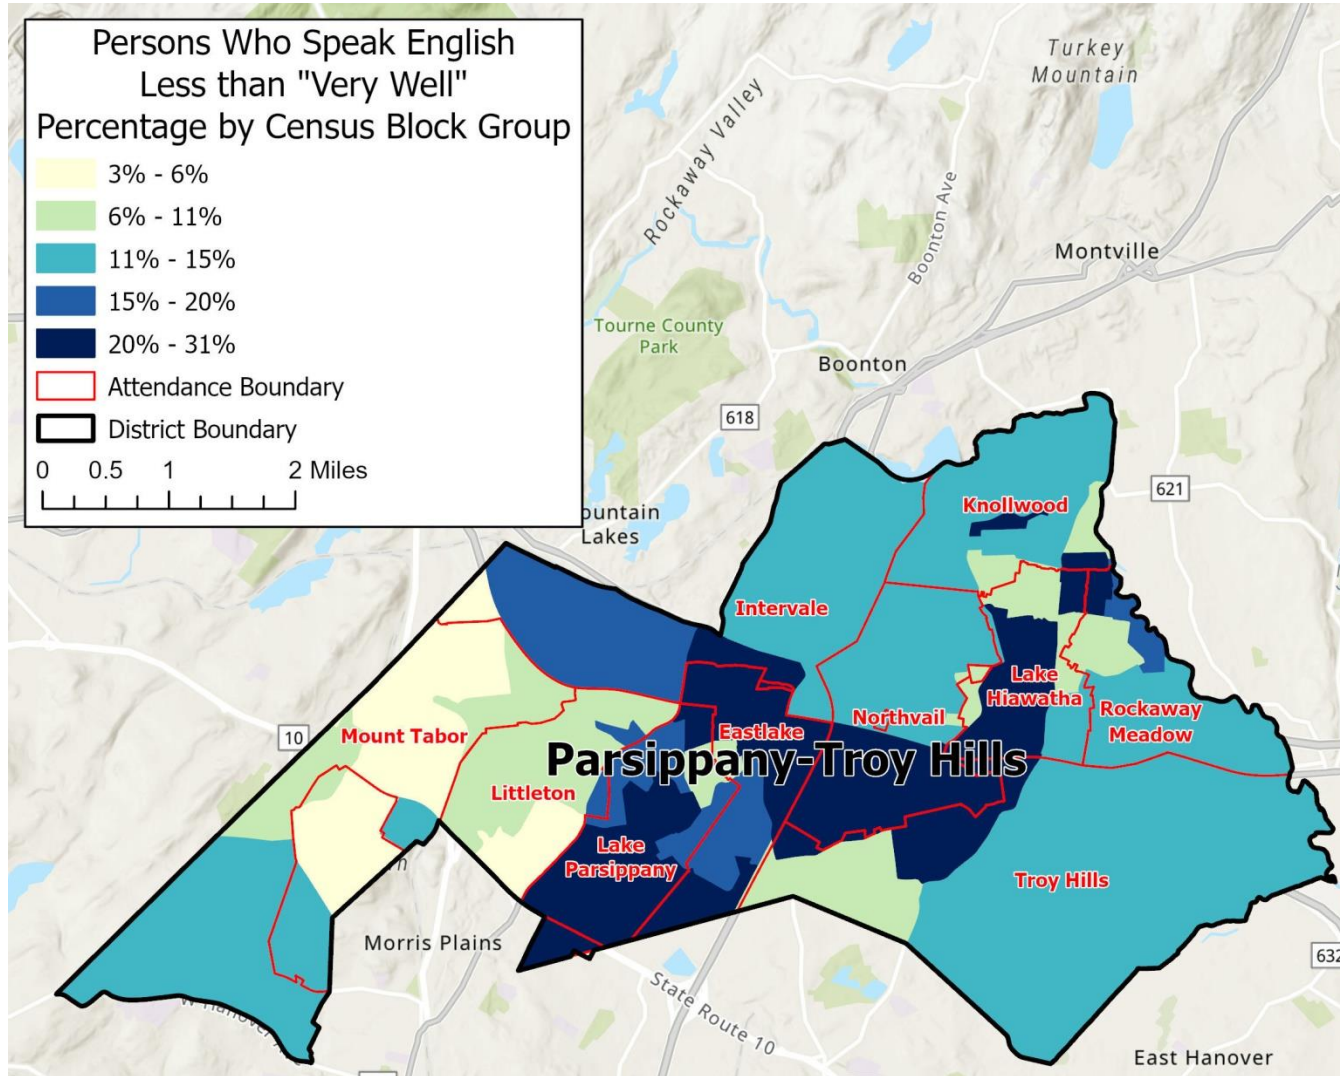 Persons Who Speak English
Less than "Very Well"
Percentage by Census Block Group
3% - 6%
6% - 11%
11% - 15%
15% - 20%
20% - 31%
Attendance Boundary
District Boundary
0 0.5 1 2 Miles
Turkey
Mountain
Rockaway Valley
Boonton Ave
Montville
Tourne County
Park
Boonton
618
621
Lakes
Knollwood
Intervale
Lake
Hiawatha
Rockaway
Meadow
Northvail
Eastlake
10
Mount Tabor
Parsippany-Troy Hills
Littleton
Lake
Parsippany
Troy Hills
Morris Plains
State Route 10
632
East Hanover